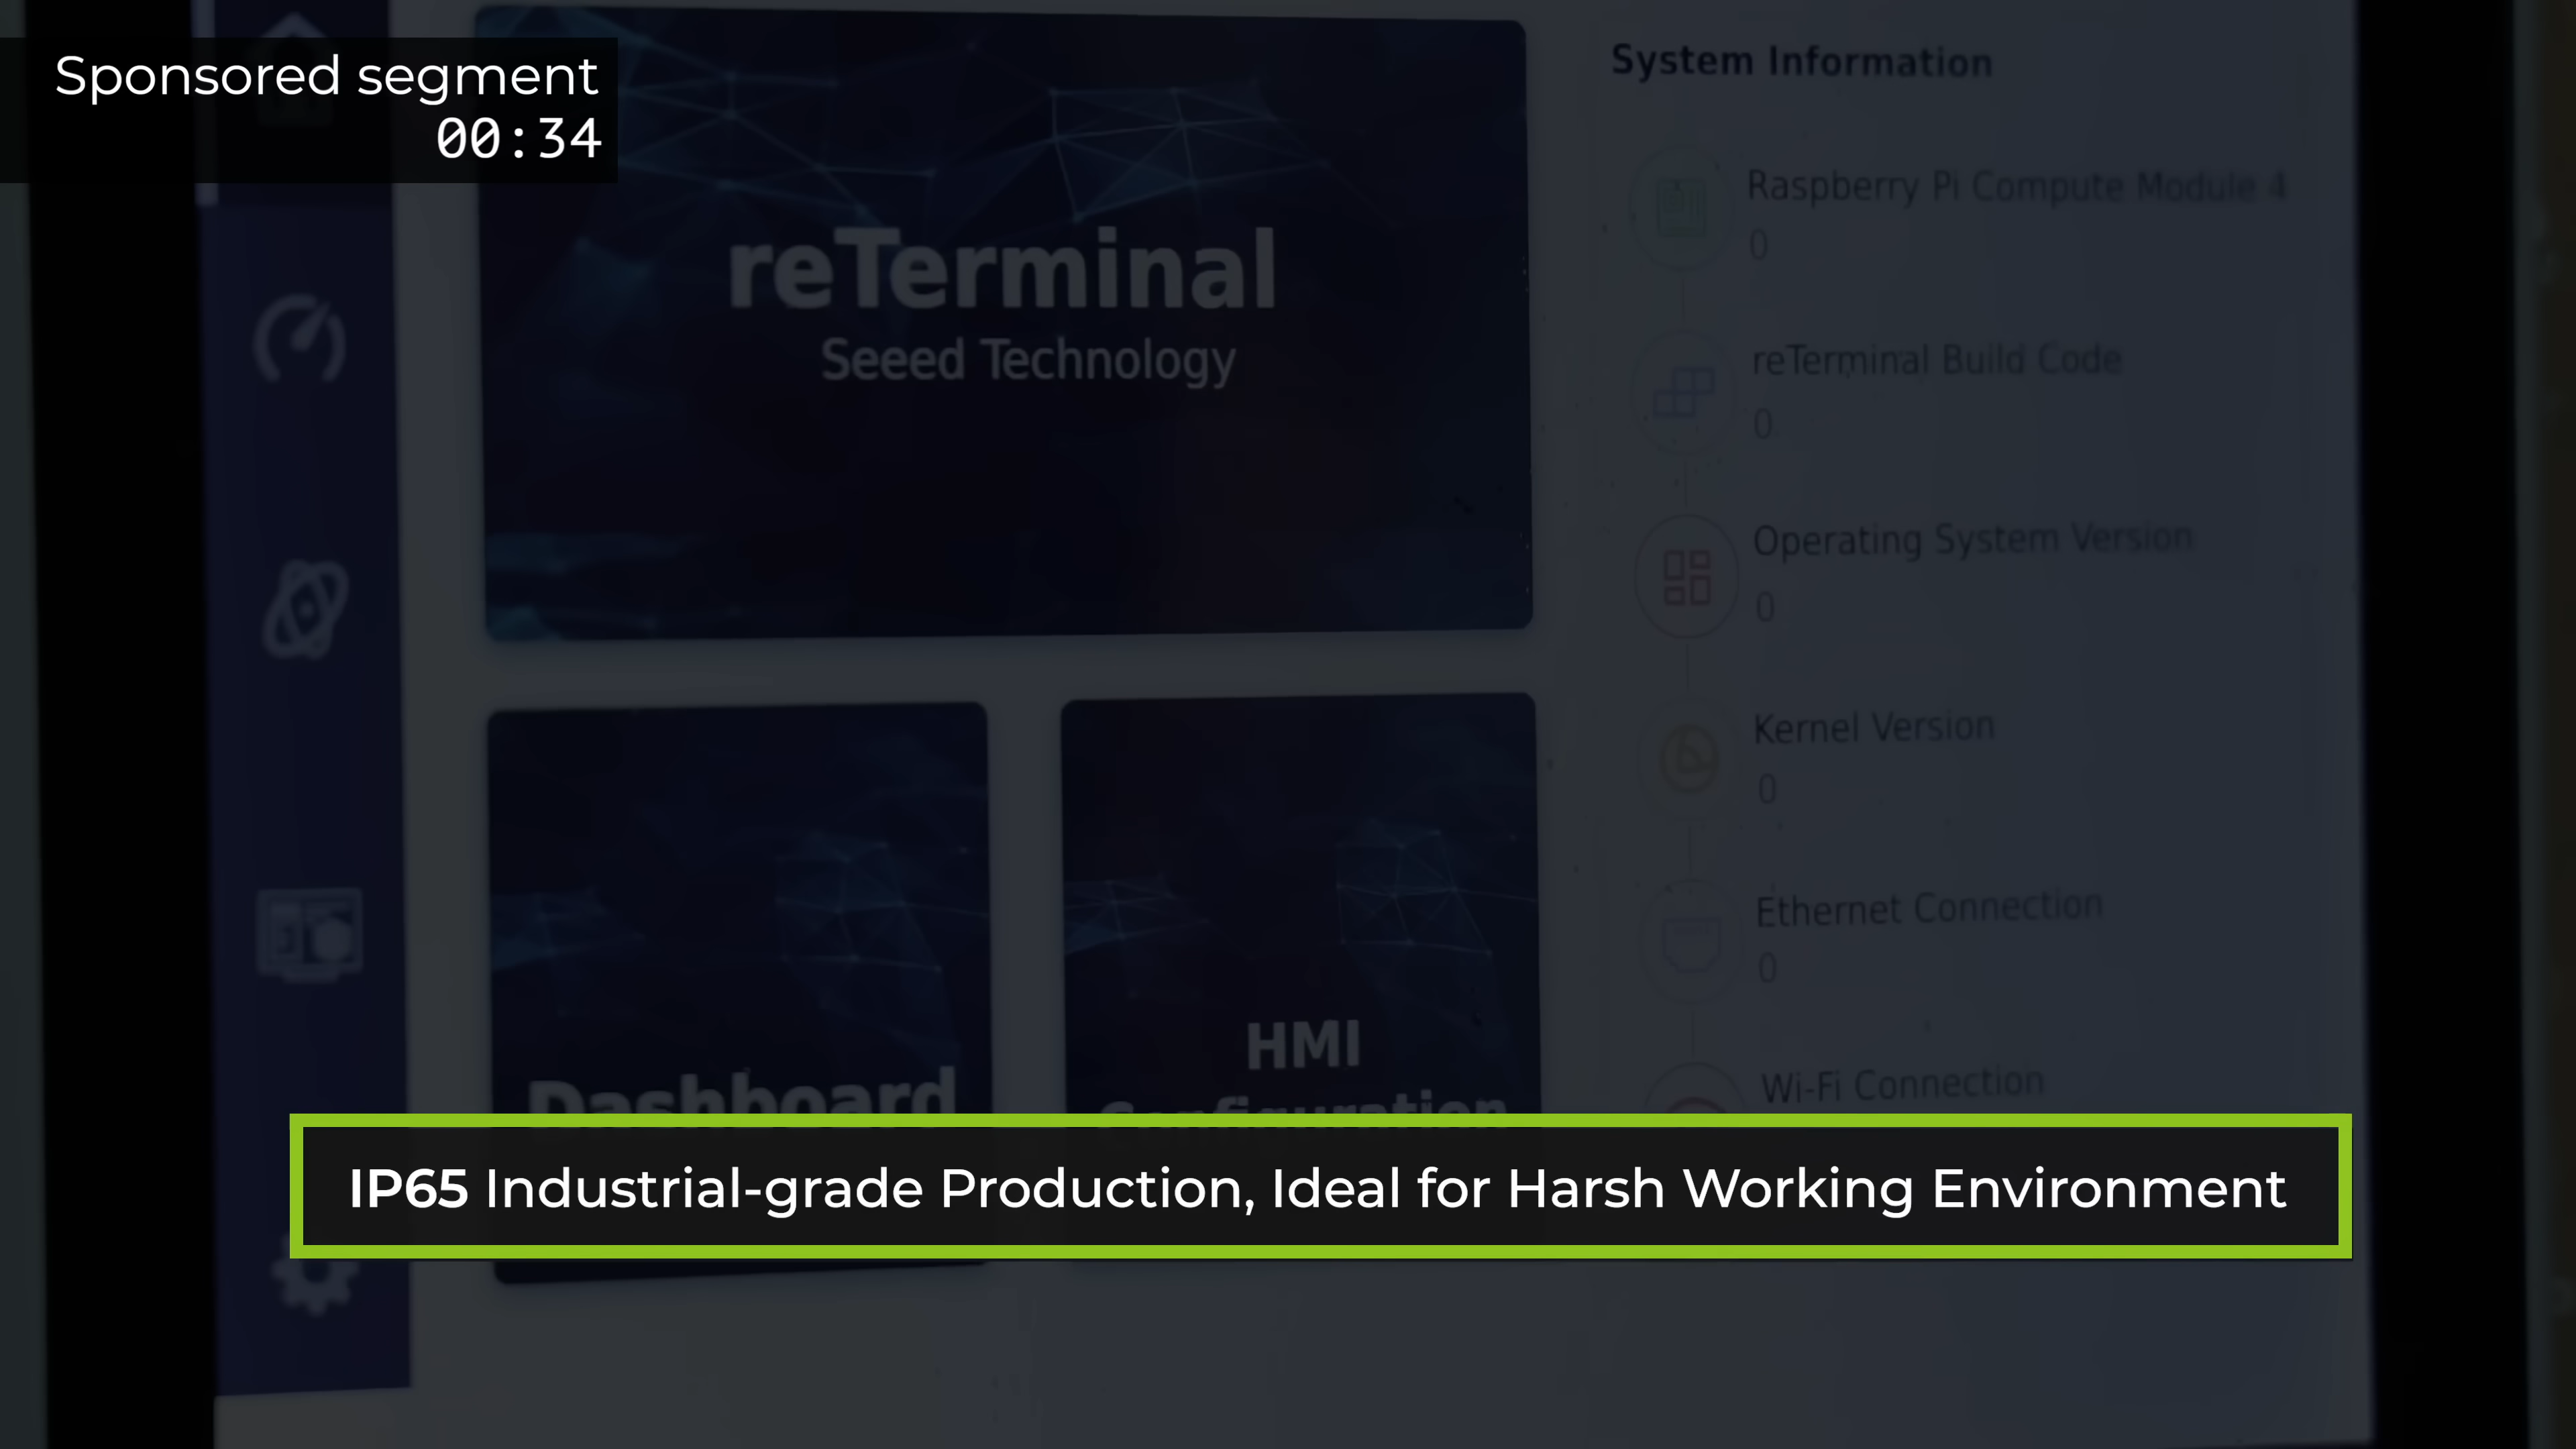 Sponsored segment
00:34
reTerminal
Seeed Technology
Dashboard
HMI
Configuration
System Information
Raspberry Pi Compute Module 4
0
reTerminal Build Code
0
Operating System Version
0
Kernel Version
0
Ethernet Connection
0
Wi-Fi Connection
IP65 Industrial-grade Production, Ideal for Harsh Working Environment